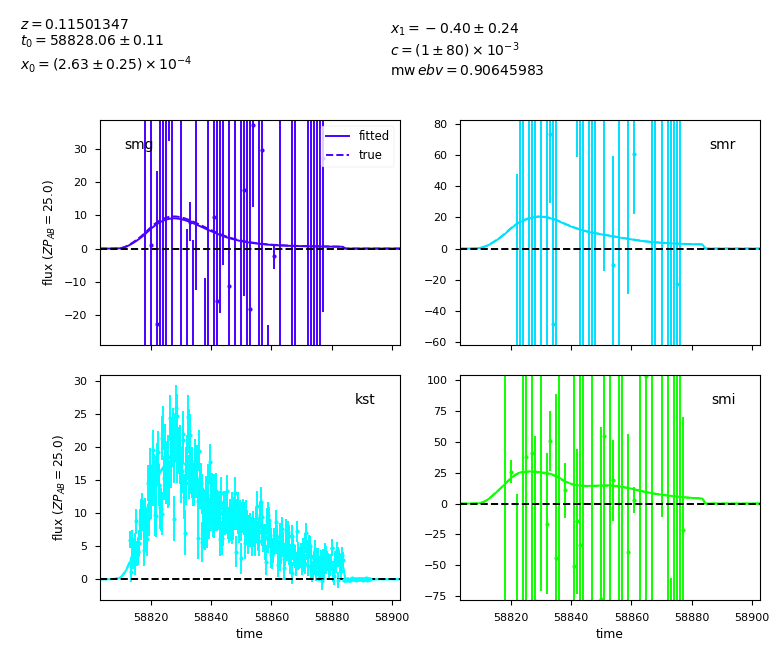 z = 0.11501347
t₀ = 58828.06 ± 0.11
x₀ = (2.63 ± 0.25) × 10⁻⁴
x₁ = − 0.40 ± 0.24
c = (1 ± 80) × 10⁻³
mw ebv = 0.90645983
smg
fitted
true
30
20
10
0
−10
−20
flux (ZP_AB = 25.0)
smr
80
60
40
20
0
−20
−40
−60
kst
30
25
20
15
10
5
0
flux (ZP_AB = 25.0)
58820 58840 58860 58880 58900
time
smi
100
75
50
25
0
−25
−50
−75
58820 58840 58860 58880 58900
time